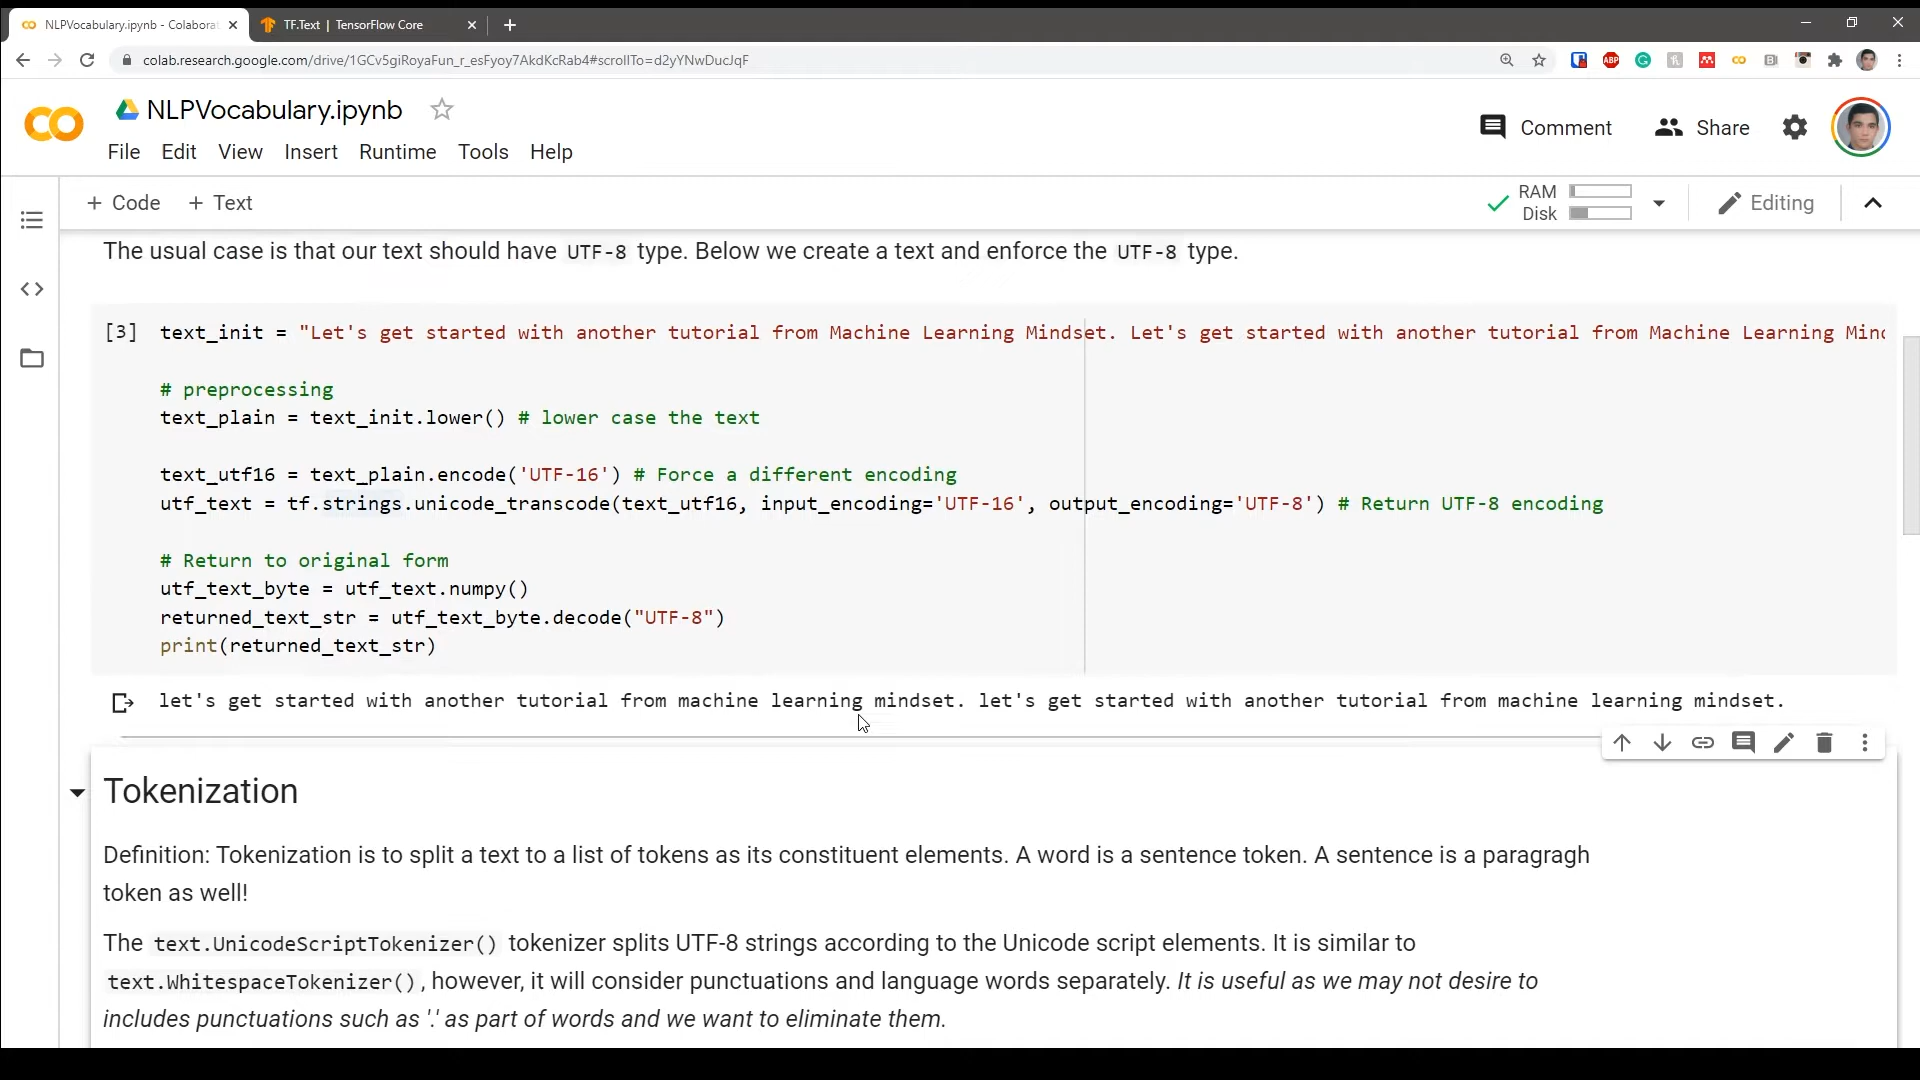 NLPVocabulary.ipynb - Colaborat
TF.Text | TensorFlow Core
colab.research.google.com/drive/1GCv5giRoyaFun_r_esFyoy7AkdKcRab4#scrollTo=d2yYNwDucJqF
ABP
NLPVocabulary.ipynb
Comment
Share
File Edit View Insert Runtime Tools Help
+ Code + Text
RAM
Disk
Editing
The usual case is that our text should have UTF-8 type. Below we create a text and enforce the UTF-8 type.
[3] text_init = "Let's get started with another tutorial from Machine Learning Mindset. Let's get started with another tutorial from Machine Learning Mind
# preprocessing
text_plain = text_init.lower() # lower case the text
text_utf16 = text_plain.encode('UTF-16') # Force a different encoding
utf_text = tf.strings.unicode_transcode(text_utf16, input_encoding='UTF-16', output_encoding='UTF-8') # Return UTF-8 encoding
# Return to original form
utf_text_byte = utf_text.numpy()
returned_text_str = utf_text_byte.decode("UTF-8")
print(returned_text_str)
let's get started with another tutorial from machine learning mindset. let's get started with another tutorial from machine learning mindset.
Tokenization
Definition: Tokenization is to split a text to a list of tokens as its constituent elements. A word is a sentence token. A sentence is a paragragh
token as well!
The text.UnicodeScriptTokenizer() tokenizer splits UTF-8 strings according to the Unicode script elements. It is similar to
text.WhitespaceTokenizer(), however, it will consider punctuations and language words separately. It is useful as we may not desire to
includes punctuations such as '.' as part of words and we want to eliminate them.